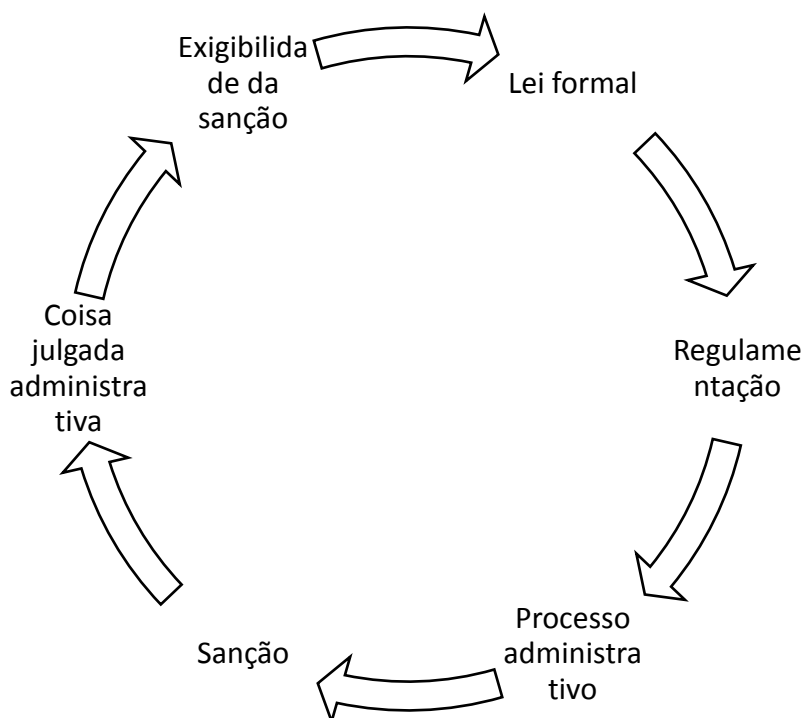 Exigibilida
de da
sanção
Lei formal
Regulame
ntação
Processo
administra
tivo
Sanção
Coisa
julgada
administra
tiva